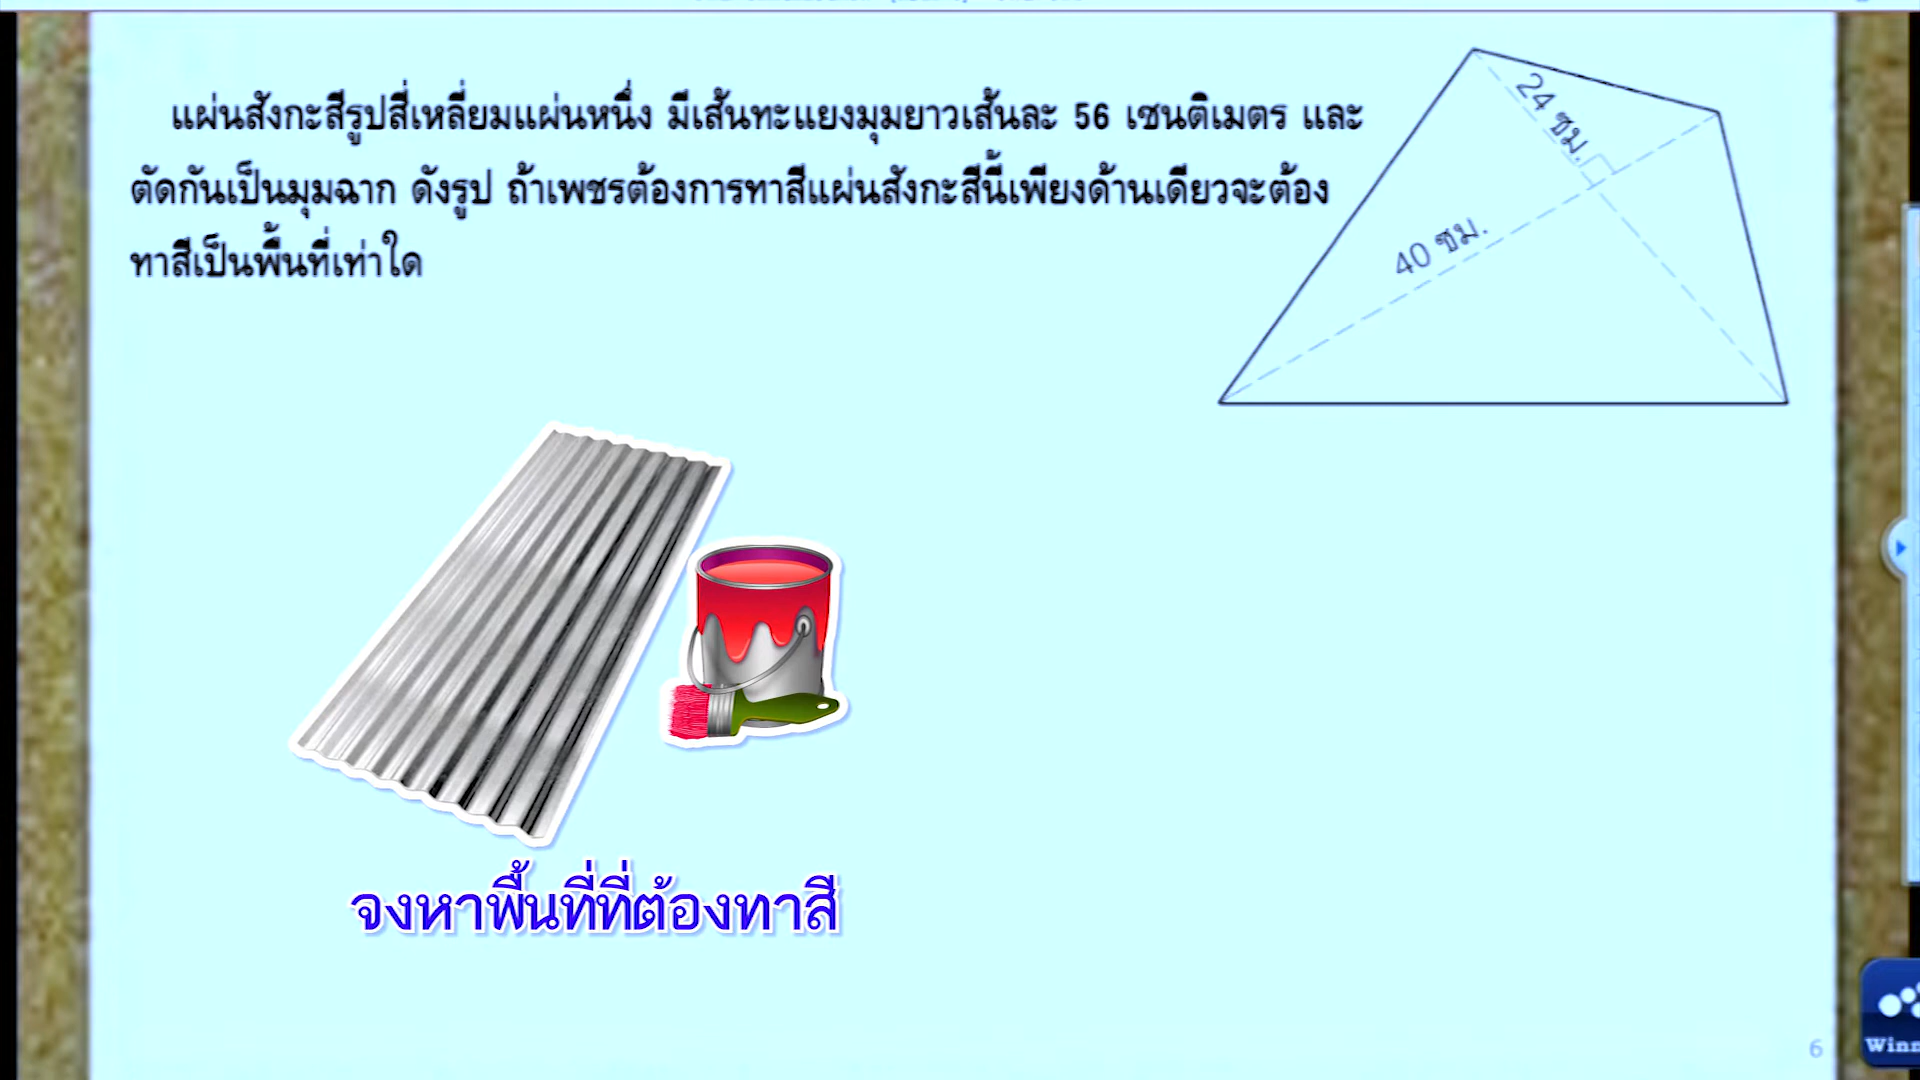 แผ่นสังกะสีรูปสี่เหลี่ยมแผ่นหนึ่ง มีเส้นทะแยงมุมยาวเส้นละ 56 เซนติเมตร และ
ตัดกันเป็นมุมฉาก ดังรูป ถ้าเพชรต้องการทาสีแผ่นสังกะสีนี้เพียงด้านเดียวจะต้อง
ทาสีเป็นพื้นที่เท่าใด
24 ซม.
40 ซม.
จงหาพื้นที่ที่ต้องทาสี
6